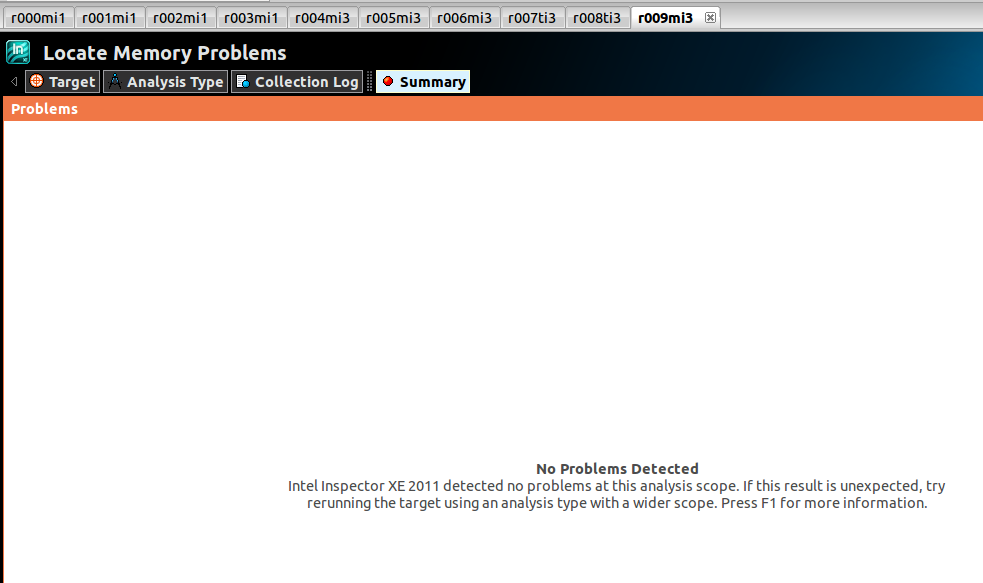 r000mi1 r001mi1 r002mi1 r003mi1 r004mi3 r005mi3 r006mi3 r007ti3 r008ti3 r009mi3
Locate Memory Problems
Target Analysis Type Collection Log Summary
Problems
No Problems Detected
Intel Inspector XE 2011 detected no problems at this analysis scope. If this result is unexpected, try
rerunning the target using an analysis type with a wider scope. Press F1 for more information.